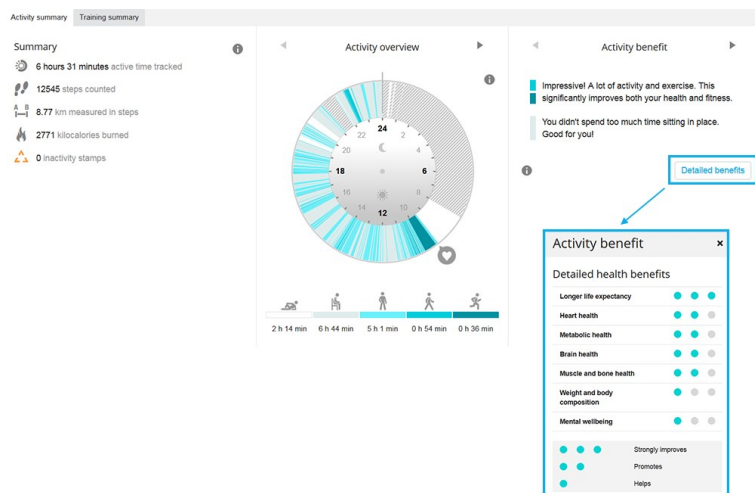 Activity summary
Training summary
Summary
6 hours 31 minutes active time tracked
12545 steps counted
A B
8.77 km measured in steps
2771 kilocalories burned
0 inactivity stamps
Activity overview
24
22
2
20
4
18
6
16
8
14
10
12
2 h 14 min
6 h 44 min
5 h 1 min
0 h 54 min
0 h 36 min
Activity benefit
Impressive! A lot of activity and exercise. This
significantly improves both your health and fitness.
You didn't spend too much time sitting in place.
Good for you!
Detailed benefits
Activity benefit
×
Detailed health benefits
Longer life expectancy
Heart health
Metabolic health
Brain health
Muscle and bone health
Weight and body
composition
Mental wellbeing
Strongly improves
Promotes
Helps